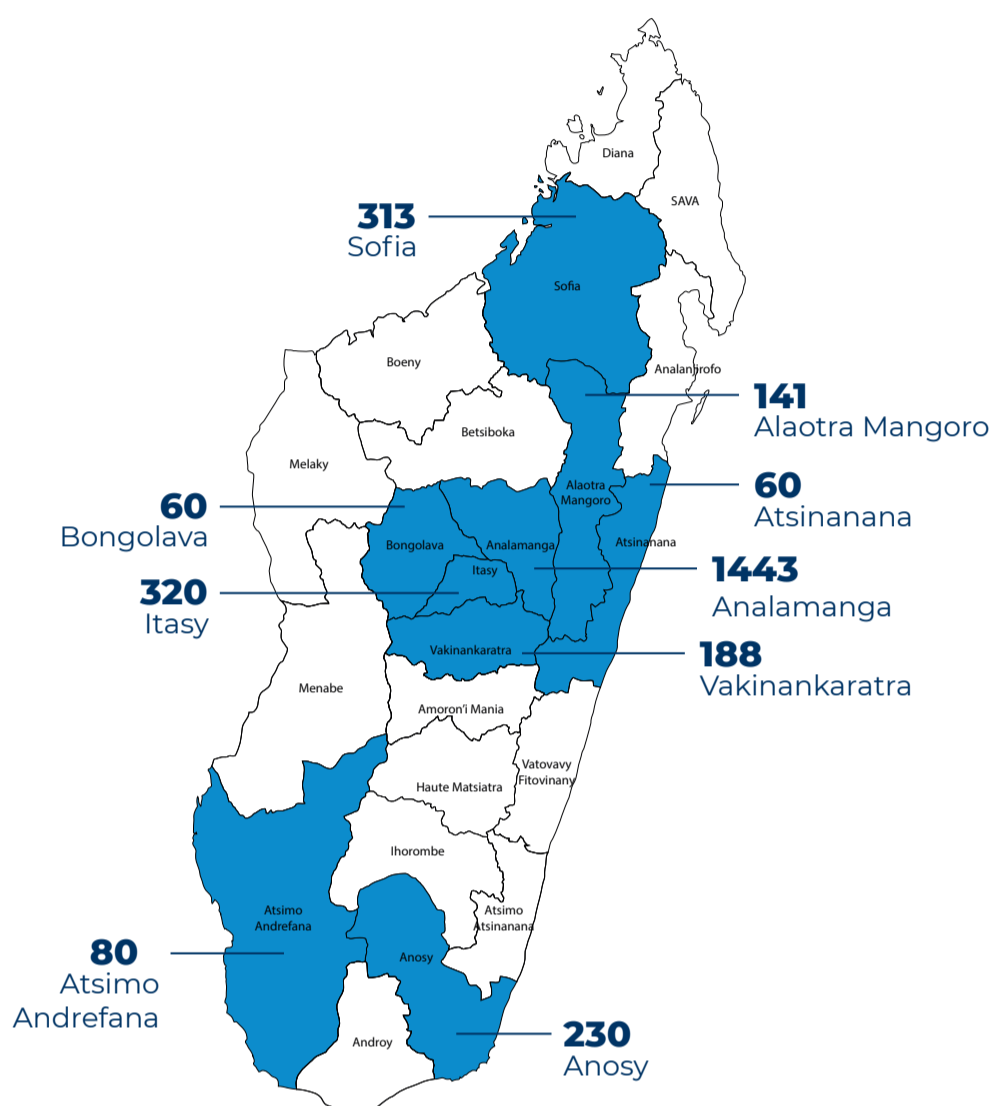 Diana
SAVA
313
Sofia
Sofia
Boeny
Analanjirofo
141
Alaotra Mangoro
Betsiboka
Melaky
Alaotra
Mangoro
60
Atsinanana
60
Bongolava
Bongolava
Analamanga
Atsinanana
Itasy
1443
Analamanga
320
Itasy
Vakinankaratra
188
Vakinankaratra
Menabe
Amoron'i Mania
Vatovavy
Fitovinany
Haute Matsiatra
Ihorombe
Atsimo
Andrefana
Atsimo
Atsinanana
80
Atsimo
Andrefana
Anosy
Androy
230
Anosy